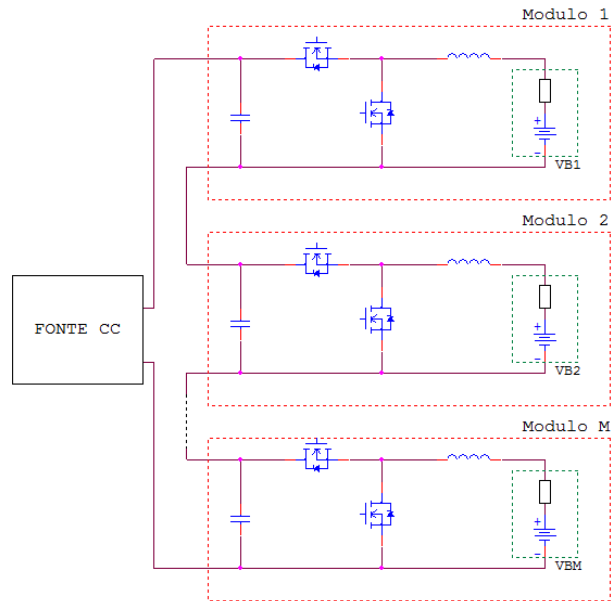 Modulo 1
+
-
VB1
Modulo 2
FONTE CC
+
-
VB2
Modulo M
+
-
VBM